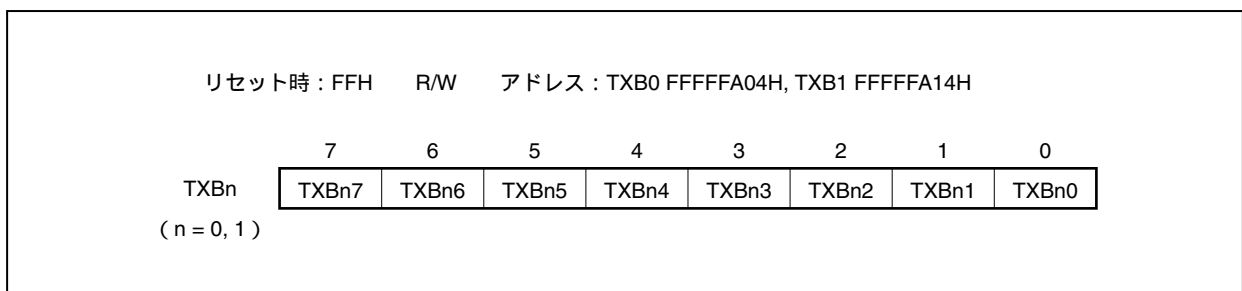 リセット時：FFH R/W アドレス：TXB0 FFFFFA04H, TXB1 FFFFFA14H
7 6 5 4 3 2 1 0
TXBn TXBn7 TXBn6 TXBn5 TXBn4 TXBn3 TXBn2 TXBn1 TXBn0
（n = 0, 1）